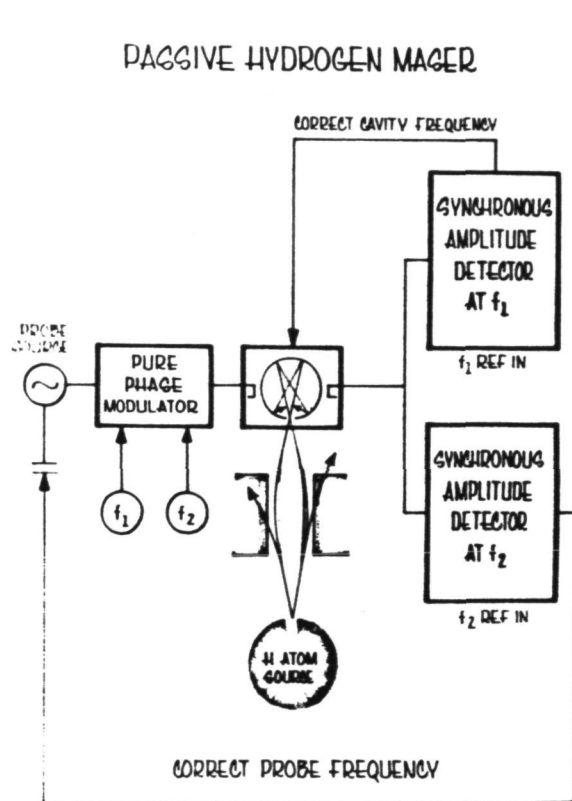 PASSIVE HYDROGEN MASER
CORRECT CAVITY FREQUENCY
SYNCHRONOUS
AMPLITUDE
DETECTOR
AT f₁
f₁ REF IN
PROBE
SOURCE
PURE
PHASE
MODULATOR
f₁
f₂
SYNCHRONOUS
AMPLITUDE
DETECTOR
AT f₂
f₂ REF IN
H ATOM
SOURCE
CORRECT PROBE FREQUENCY